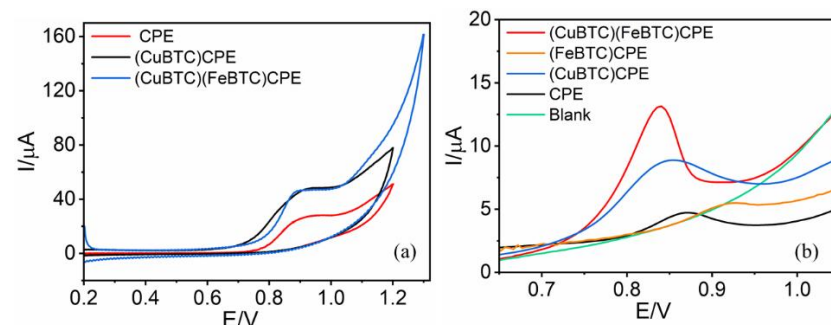 I/μA
160
120
80
40
0
CPE
(CuBTC)CPE
(CuBTC)(FeBTC)CPE
(a)
0.2 0.4 0.6 0.8 1.0 1.2
E/V
I/μA
20
15
10
5
0
(CuBTC)(FeBTC)CPE
(FeBTC)CPE
(CuBTC)CPE
CPE
Blank
(b)
0.7 0.8 0.9 1.0
E/V